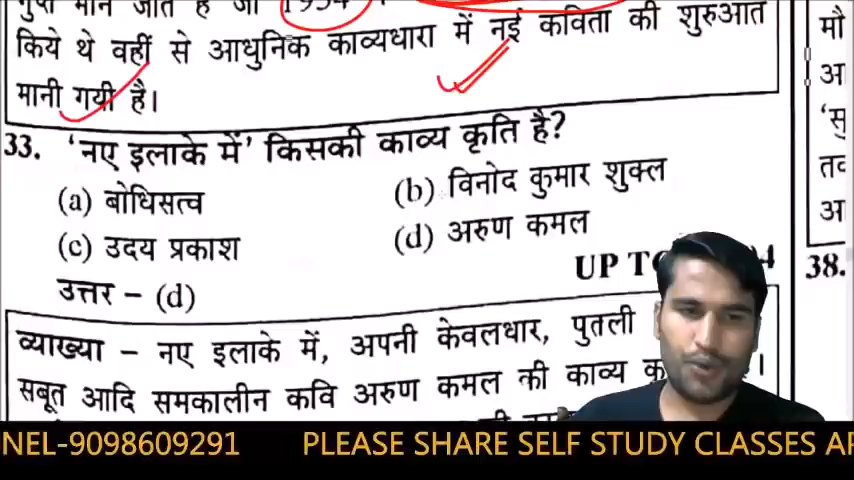 किये थे वहीं से आधुनिक काव्यधारा में नई कविता की शुरुआत
मानी गयी है।
33. 'नए इलाके में' किसकी काव्य कृति है?
(a) बोधिसत्व (b) विनोद कुमार शुक्ल
(c) उदय प्रकाश (d) अरुण कमल
UP
उत्तर – (d)
व्याख्या – नए इलाके में, अपनी केवलधार, पुतली
सबूत आदि समकालीन कवि अरुण कमल की काव्य
38.
NEL-9098609291 PLEASE SHARE SELF STUDY CLASSES